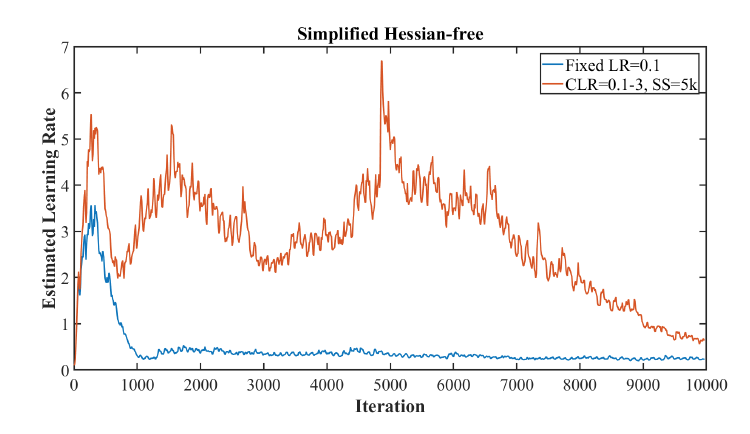 Simplified Hessian-free
7
6
5
4
3
2
1
0
Estimated Learning Rate
Fixed LR=0.1
CLR=0.1-3, SS=5k
0 1000 2000 3000 4000 5000 6000 7000 8000 9000 10000
Iteration